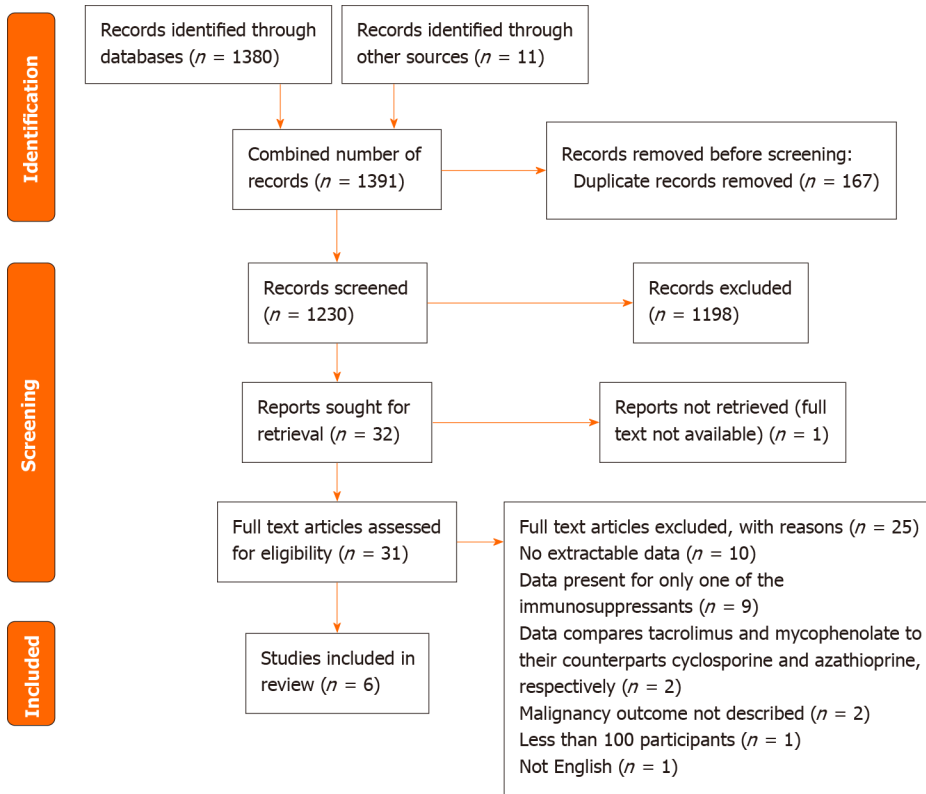 Identification
Records identified through
databases (n = 1380)
Records identified through
other sources (n = 11)
Combined number of
records (n = 1391)
Records removed before screening:
Duplicate records removed (n = 167)
Screening
Records screened
(n = 1230)
Records excluded
(n = 1198)
Reports sought for
retrieval (n = 32)
Reports not retrieved (full
text not available) (n = 1)
Full text articles assessed
for eligibility (n = 31)
Full text articles excluded, with reasons (n = 25)
No extractable data (n = 10)
Data present for only one of the
immunosuppressants (n = 9)
Data compares tacrolimus and mycophenolate to
their counterparts cyclosporine and azathioprine,
respectively (n = 2)
Malignancy outcome not described (n = 2)
Less than 100 participants (n = 1)
Not English (n = 1)
Included
Studies included in
review (n = 6)